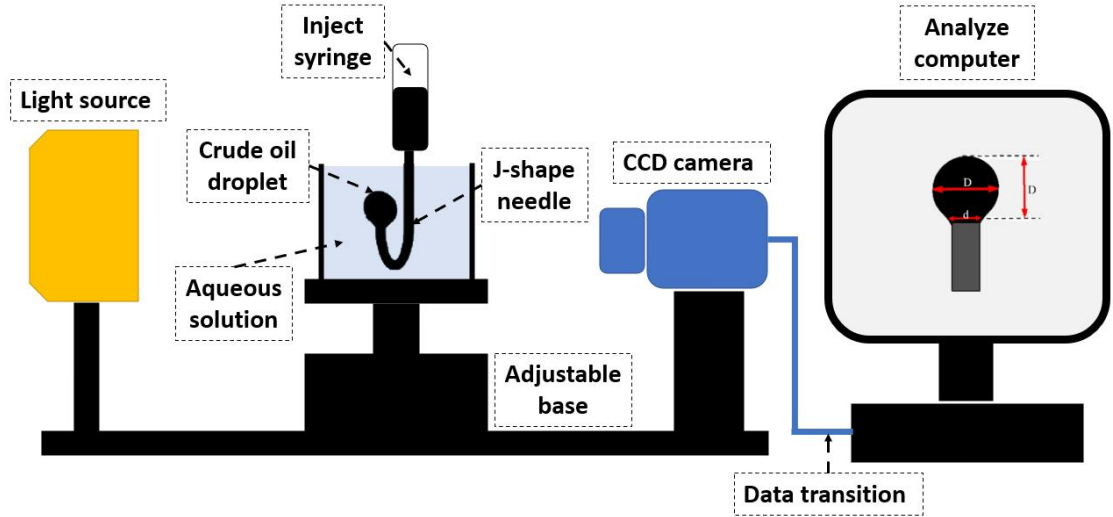 Inject
syringe
Analyze
computer
Light source
Crude oil
droplet
J-shape
needle
CCD camera
D
D
d
Aqueous
solution
Adjustable
base
Data transition